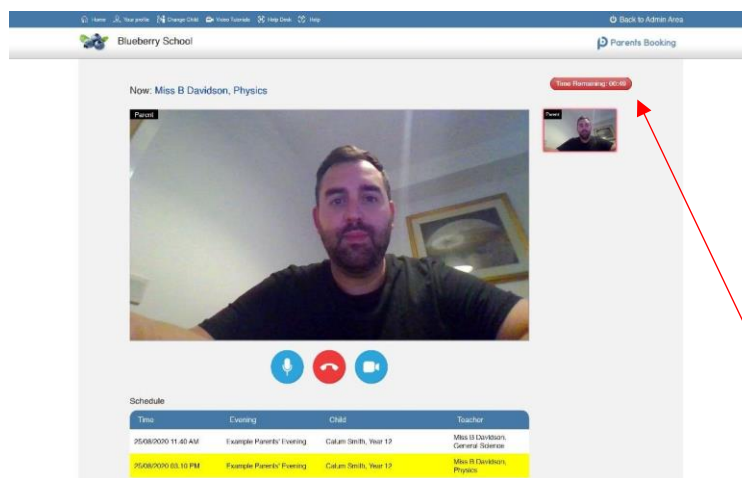 Home Your profile Change Child Video Tutorials Help Desk Help Back to Admin Area
Blueberry School Parents Booking
Now: Miss B Davidson, Physics
Time Remaining: 00:49
Parent
Parent
Schedule
Time Evening Child Teacher
25/08/2020 11.40 AM Example Parents' Evening Calum Smith, Year 12 Miss B Davidson,
General Science
25/08/2020 03.10 PM Example Parents' Evening Calum Smith, Year 12 Miss B Davidson,
Physics